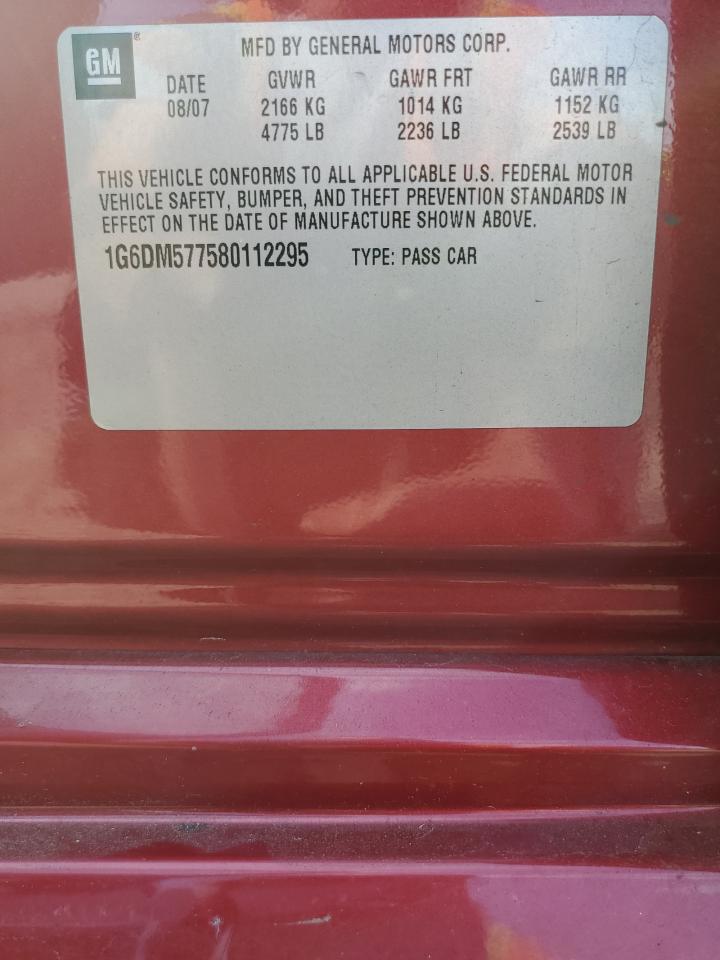 GM® MFD BY GENERAL MOTORS CORP.
DATE GVWR GAWR FRT GAWR RR
08/07 2166 KG 1014 KG 1152 KG
4775 LB 2236 LB 2539 LB
THIS VEHICLE CONFORMS TO ALL APPLICABLE U.S. FEDERAL MOTOR
VEHICLE SAFETY, BUMPER, AND THEFT PREVENTION STANDARDS IN
EFFECT ON THE DATE OF MANUFACTURE SHOWN ABOVE.
1G6DM577580112295 TYPE: PASS CAR